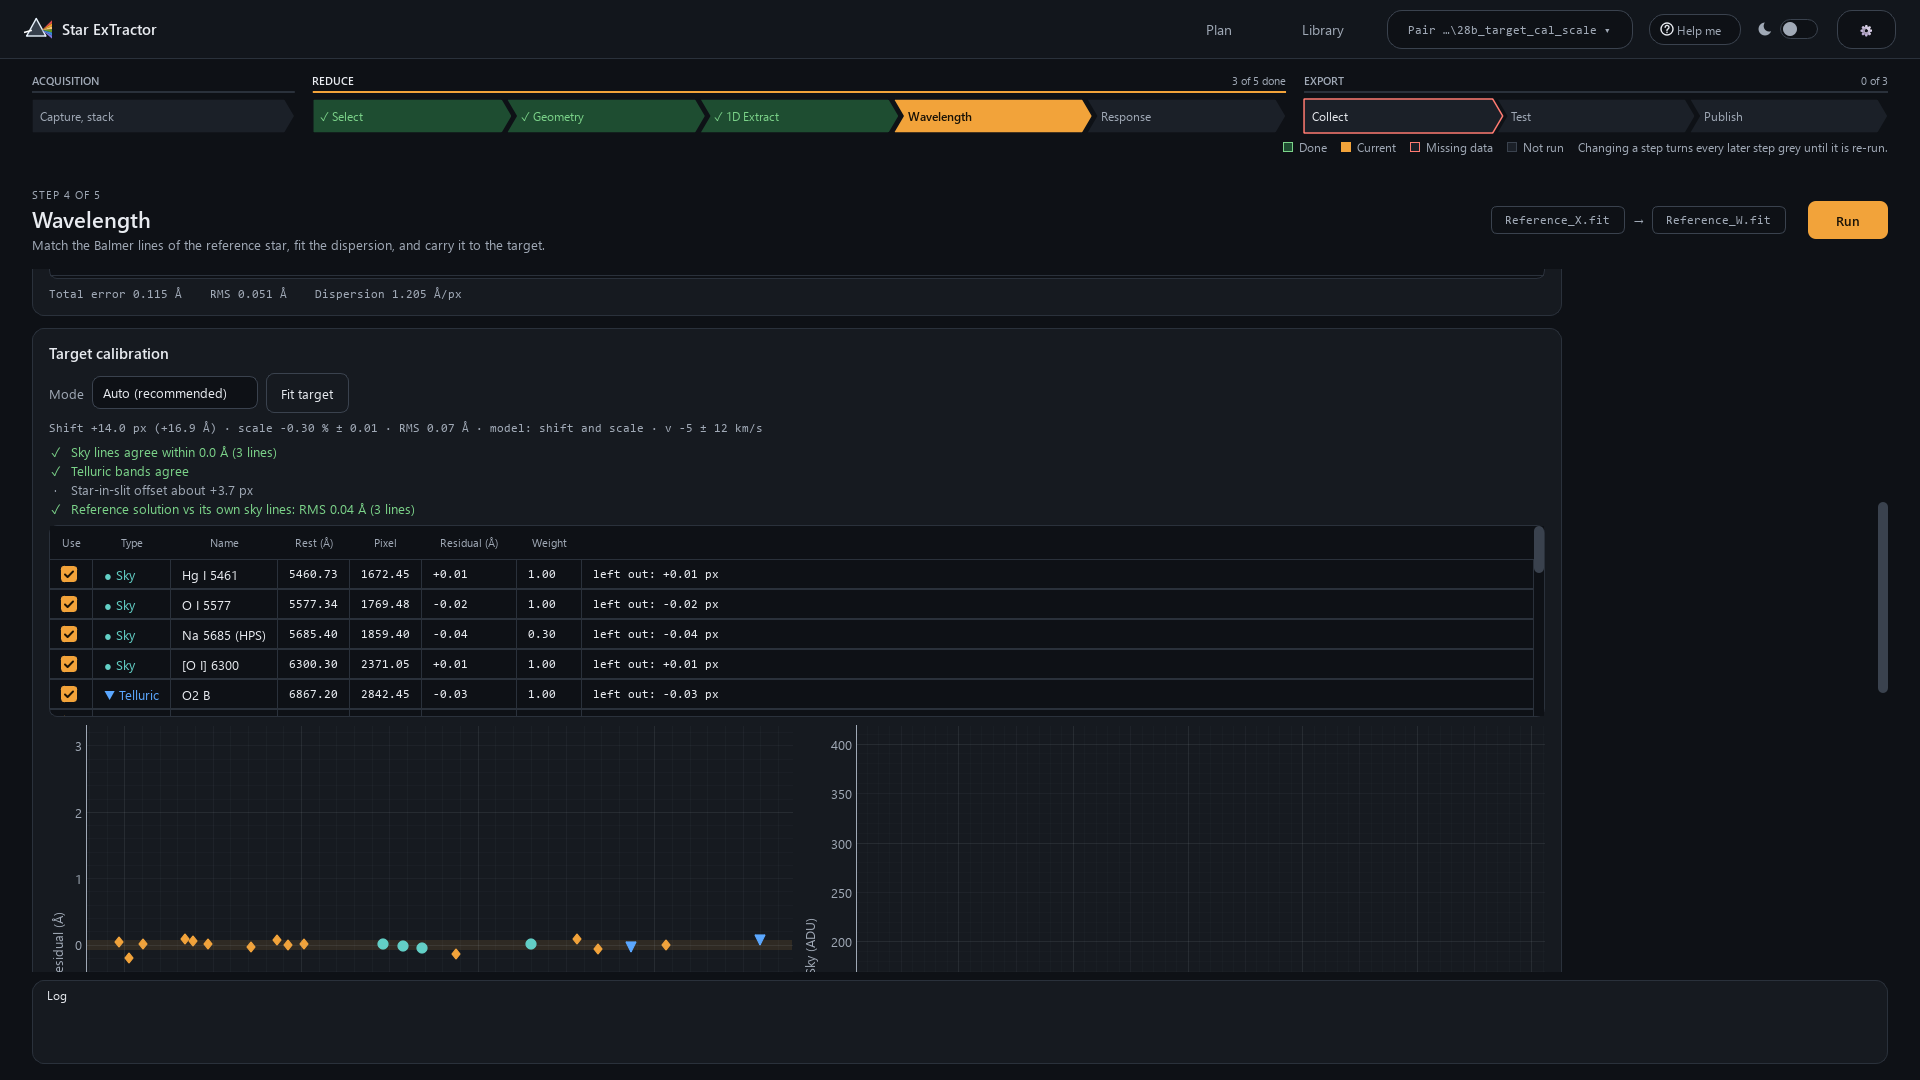 Star ExTractor
Plan
Library
Pair …\28b_target_cal_scale ▾
Help me
ACQUISITION
REDUCE
3 of 5 done
EXPORT
0 of 3
Capture, stack
✓ Select
✓ Geometry
✓ 1D Extract
Wavelength
Response
Collect
Test
Publish
Done
Current
Missing data
Not run
Changing a step turns every later step grey until it is re-run.
STEP 4 OF 5
Wavelength
Match the Balmer lines of the reference star, fit the dispersion, and carry it to the target.
Reference_X.fit → Reference_W.fit
Run
Total error 0.115 Å RMS 0.051 Å Dispersion 1.205 Å/px
Target calibration
Mode
Auto (recommended)
Fit target
Shift +14.0 px (+16.9 Å) · scale -0.30 % ± 0.01 · RMS 0.07 Å · model: shift and scale · v -5 ± 12 km/s
✓ Sky lines agree within 0.0 Å (3 lines)
✓ Telluric bands agree
· Star-in-slit offset about +3.7 px
✓ Reference solution vs its own sky lines: RMS 0.04 Å (3 lines)
Use Type Name Rest (Å) Pixel Residual (Å) Weight
● Sky Hg I 5461 5460.73 1672.45 +0.01 1.00 left out: +0.01 px
● Sky O I 5577 5577.34 1769.48 -0.02 1.00 left out: -0.02 px
● Sky Na 5685 (HPS) 5685.40 1859.40 -0.04 0.30 left out: -0.04 px
● Sky [O I] 6300 6300.30 2371.05 +0.01 1.00 left out: +0.01 px
▼ Telluric O2 B 6867.20 2842.45 -0.03 1.00 left out: -0.03 px
3
2
1
0
esidual (Å)
400
350
300
250
200
Sky (ADU)
Log